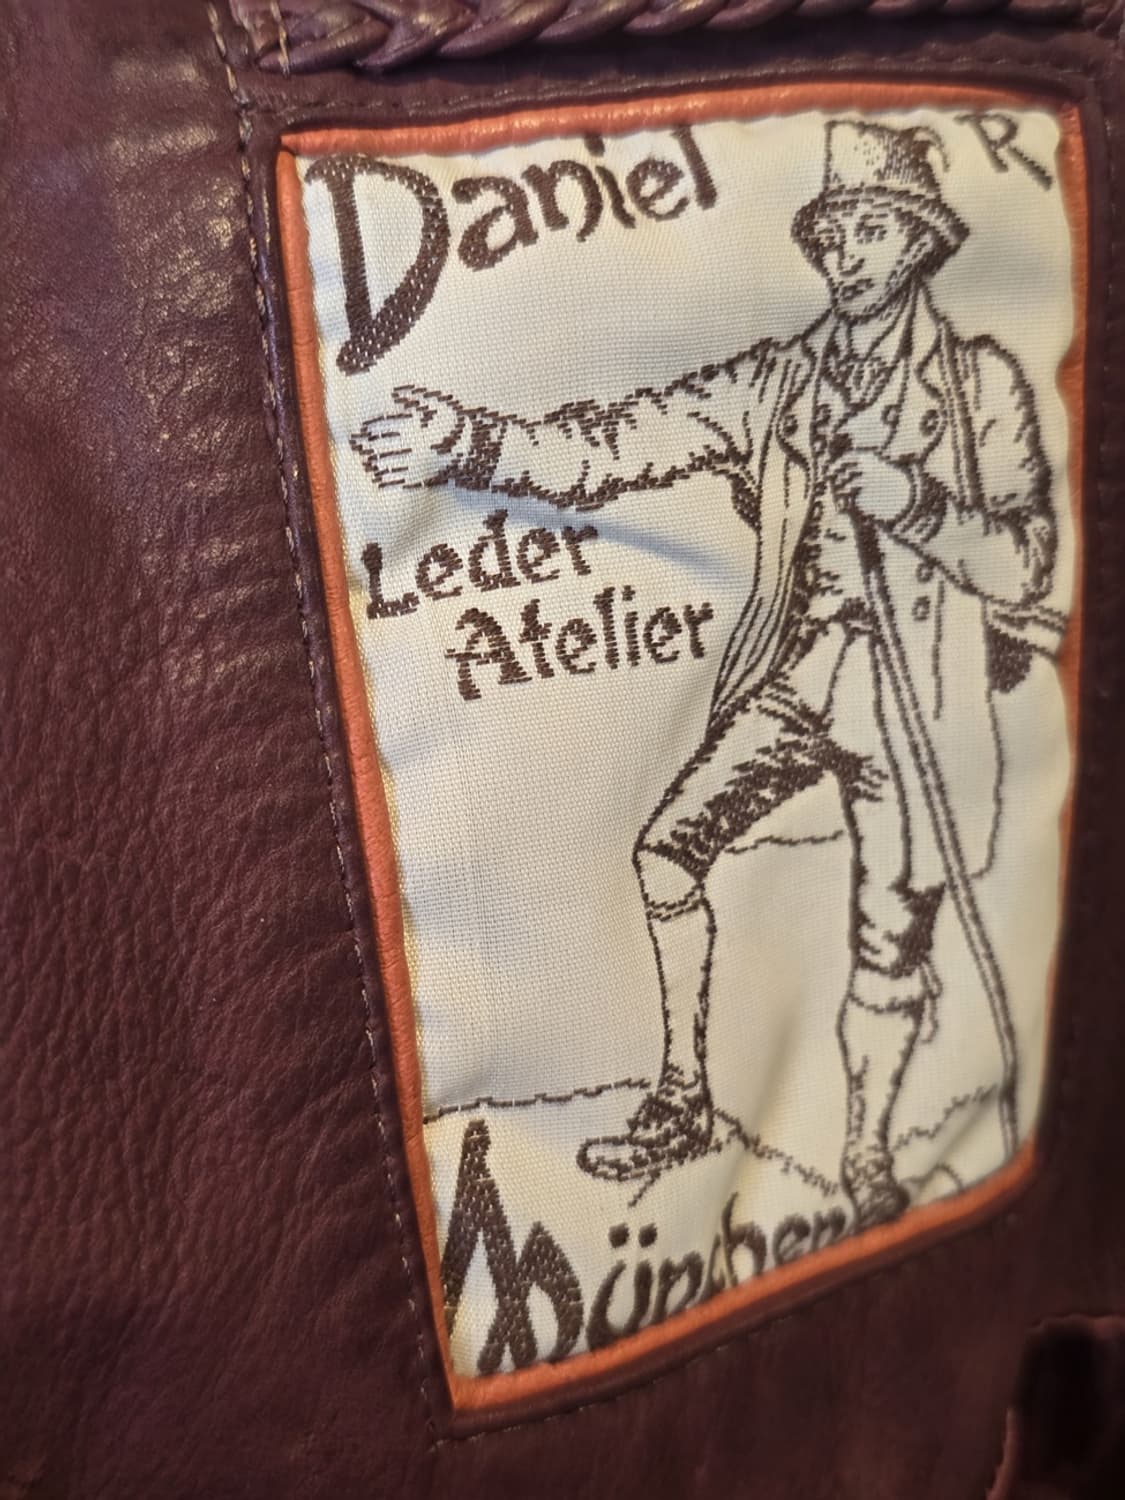 Daniel R
Leder
Atelier
München